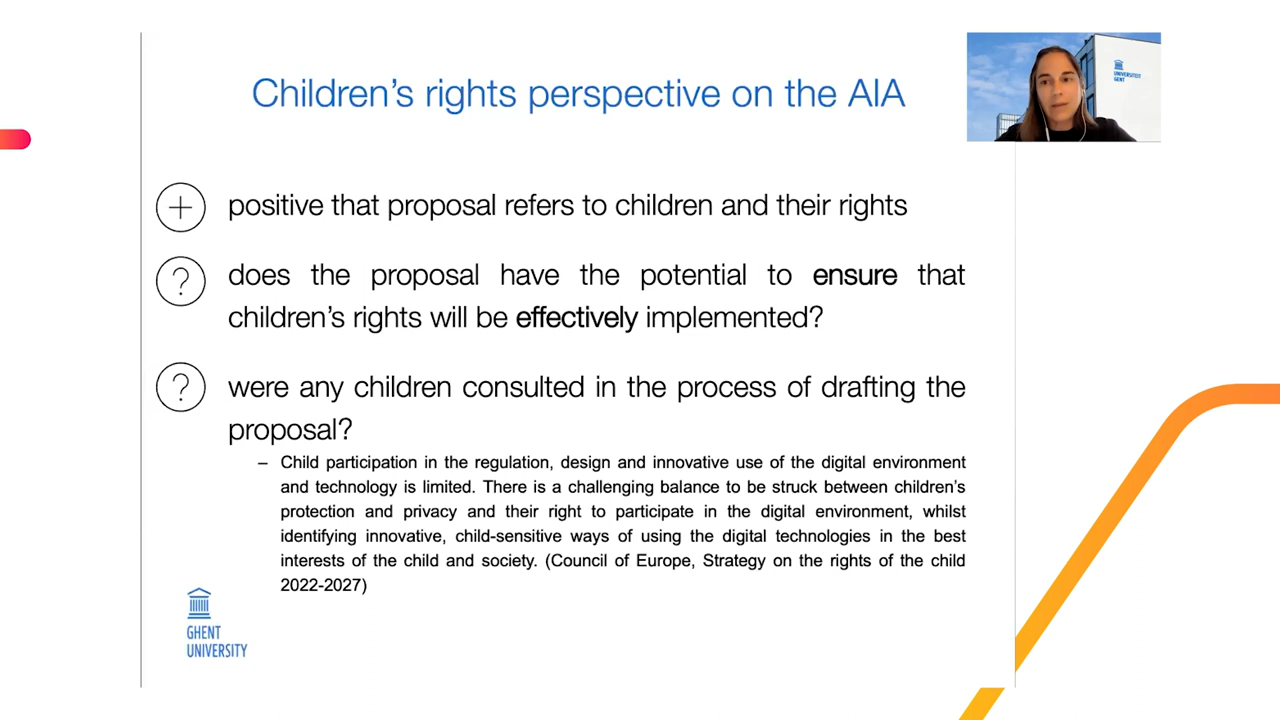 Children's rights perspective on the AIA
UNIVERSITEIT
GENT
positive that proposal refers to children and their rights
does the proposal have the potential to ensure that
children's rights will be effectively implemented?
were any children consulted in the process of drafting the
proposal?
– Child participation in the regulation, design and innovative use of the digital environment
and technology is limited. There is a challenging balance to be struck between children's
protection and privacy and their right to participate in the digital environment, whilst
identifying innovative, child-sensitive ways of using the digital technologies in the best
interests of the child and society. (Council of Europe, Strategy on the rights of the child
2022-2027)
GHENT
UNIVERSITY